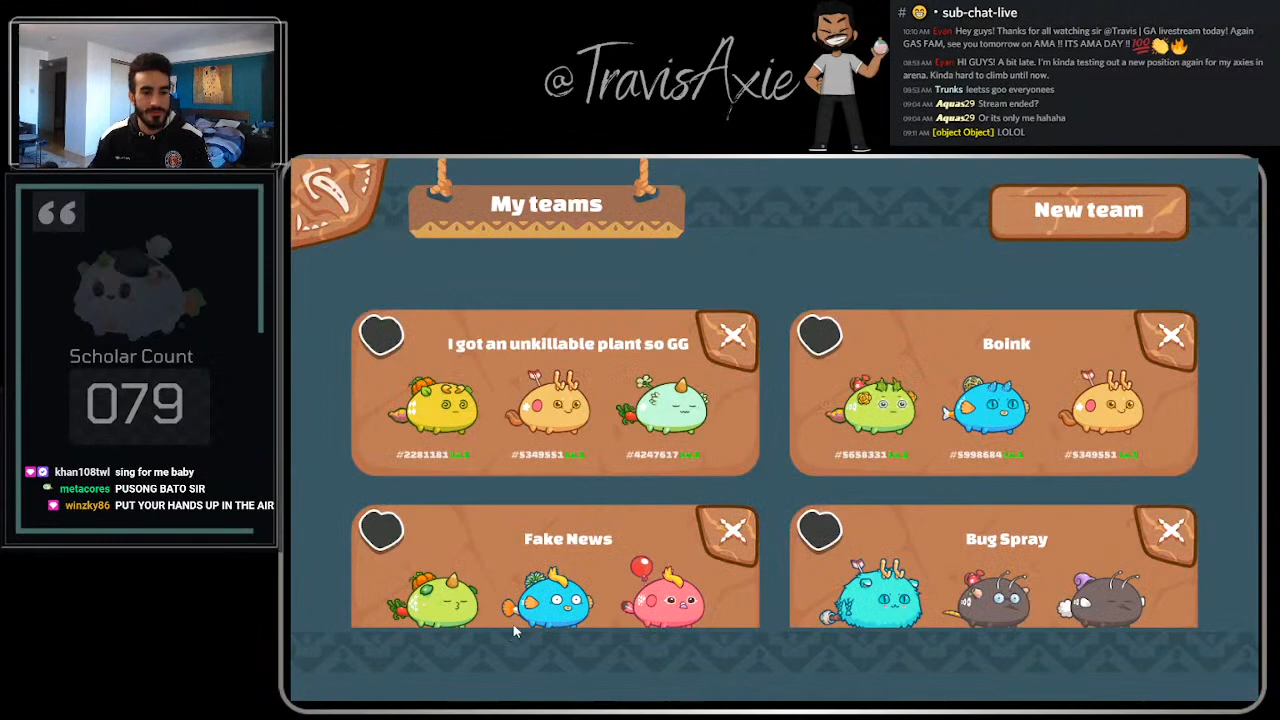 @TravisAxie
# 😁 • sub-chat-live
10:10 AM Eyan Hey guys! Thanks for all watching sir @Travis | GA livestream today! Again
GAS FAM, see you tomorrow on AMA !! ITS AMA DAY !! 💯👏🔥
08:53 AM Eyan HI GUYS! A bit late. I'm kinda testing out a new position again for my axies in
arena. Kinda hard to climb until now.
08:53 AM Trunks leetss goo everyonees
09:04 AM Aquas29 Stream ended?
09:04 AM Aquas29 Or its only me hahaha
09:11 AM [object Object] LOLOL
My teams
New team
I got an unkillable plant so GG
#2281181
#5349551
#4247617
Boink
#5658331
#5998684
#5349551
Fake News
Bug Spray
Scholar Count
079
khan108twl sing for me baby
metacores PUSONG BATO SIR
winzky86 PUT YOUR HANDS UP IN THE AIR